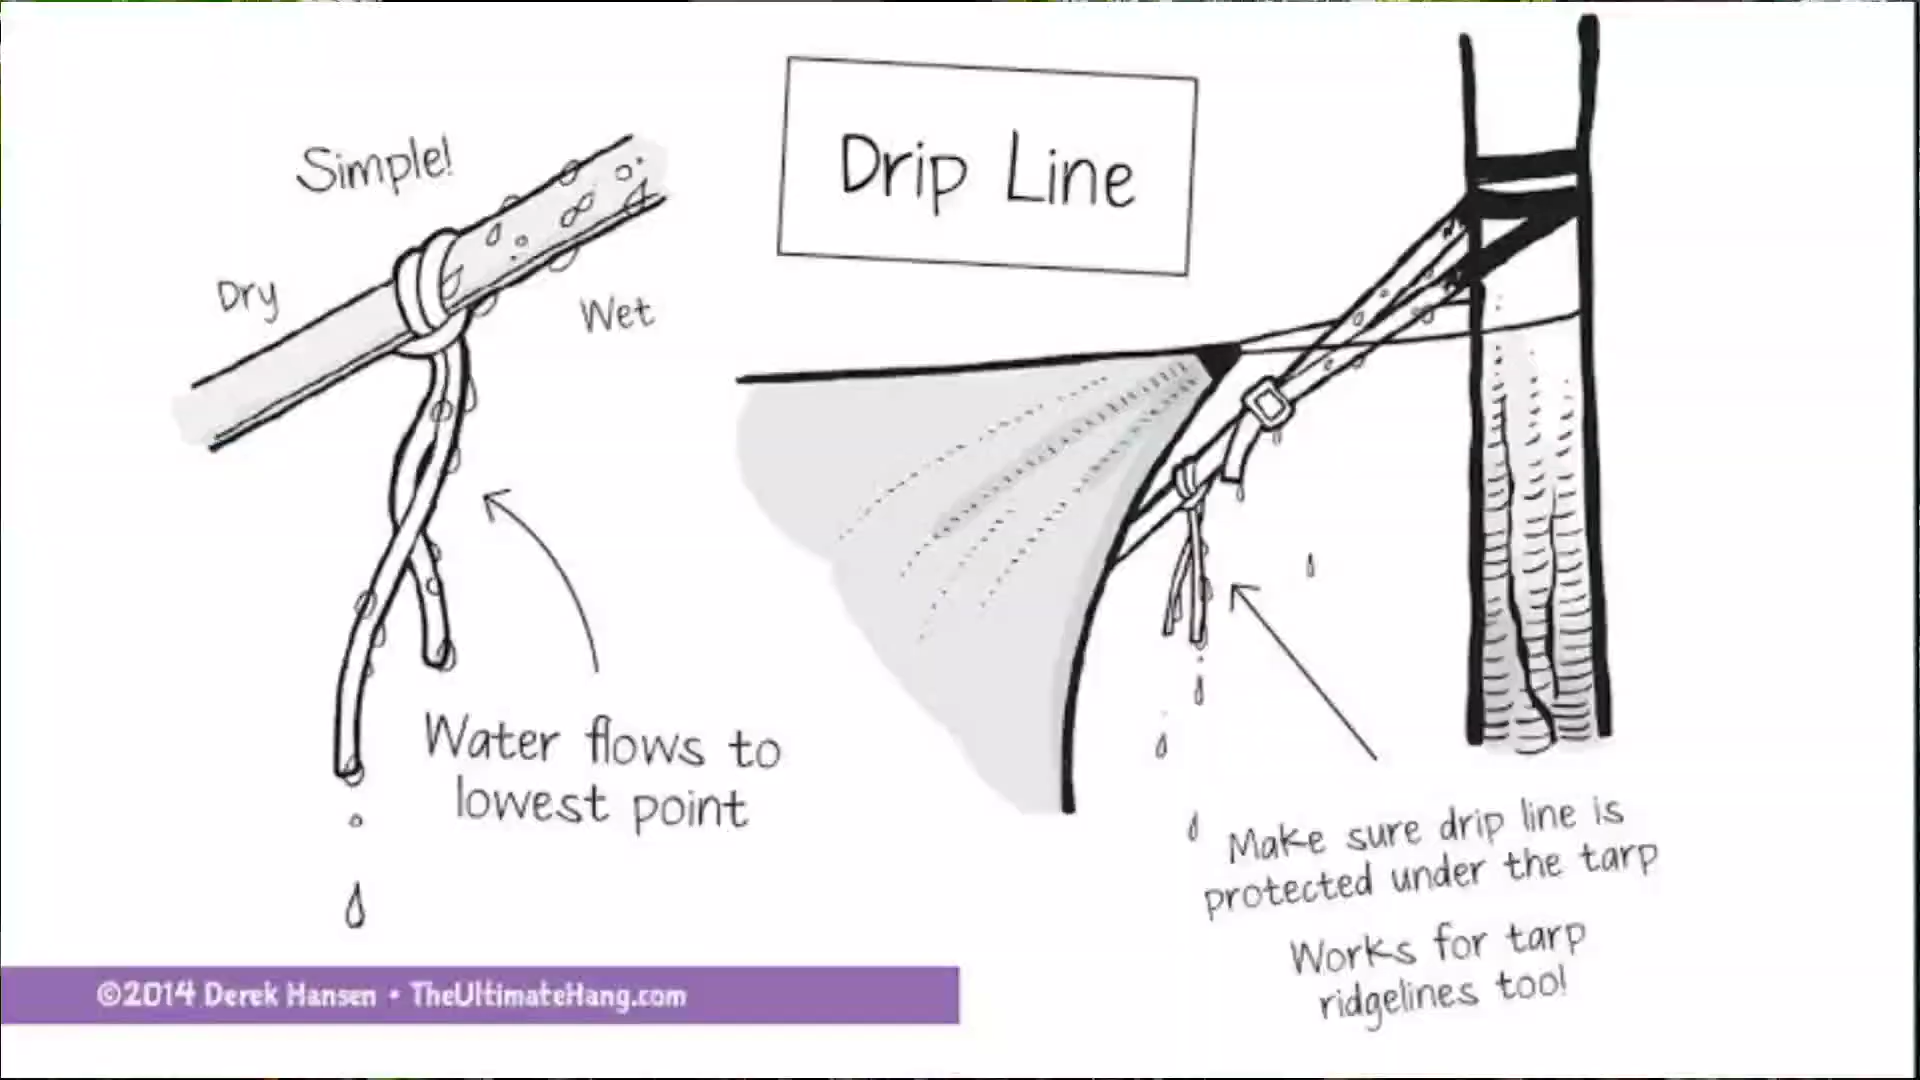 Drip Line
Simple!
Dry
Wet
Water flows to
lowest point
Make sure drip line is
protected under the tarp
Works for tarp
ridgelines too!
©2014 Derek Hansen • TheUltimateHang.com